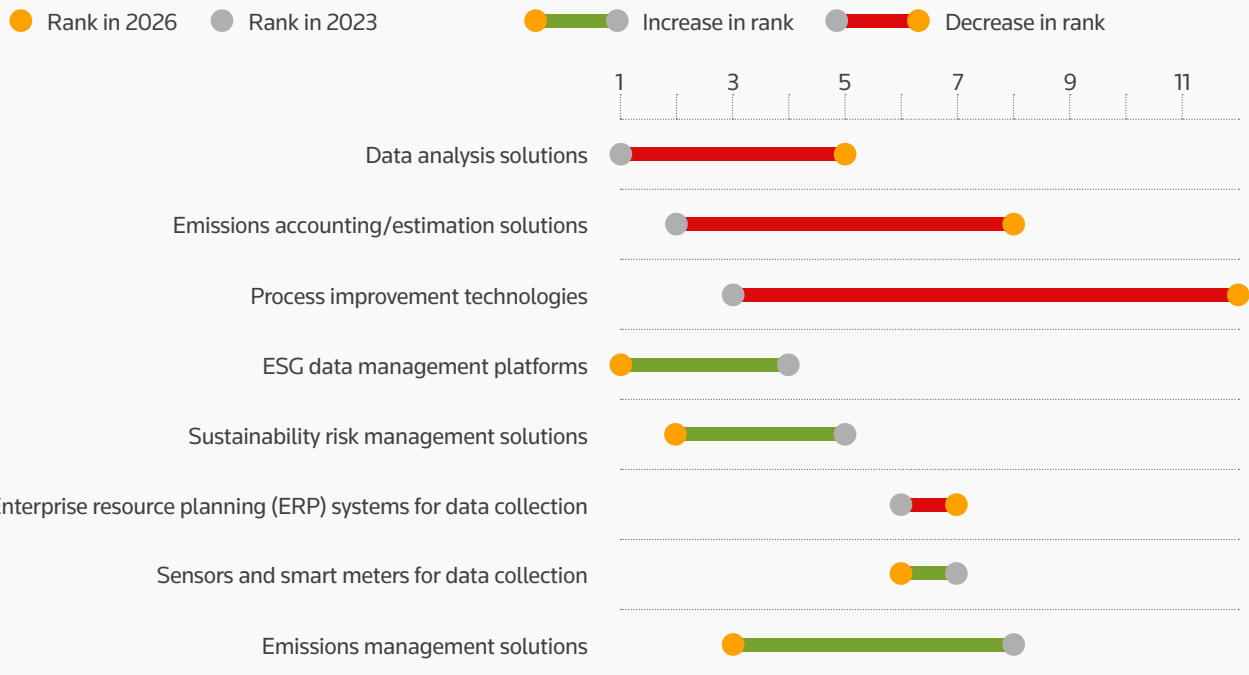 Rank in 2026 Rank in 2023 Increase in rank Decrease in rank
1 3 5 7 9 11
Data analysis solutions
Emissions accounting/estimation solutions
Process improvement technologies
ESG data management platforms
Sustainability risk management solutions
Enterprise resource planning (ERP) systems for data collection
Sensors and smart meters for data collection
Emissions management solutions